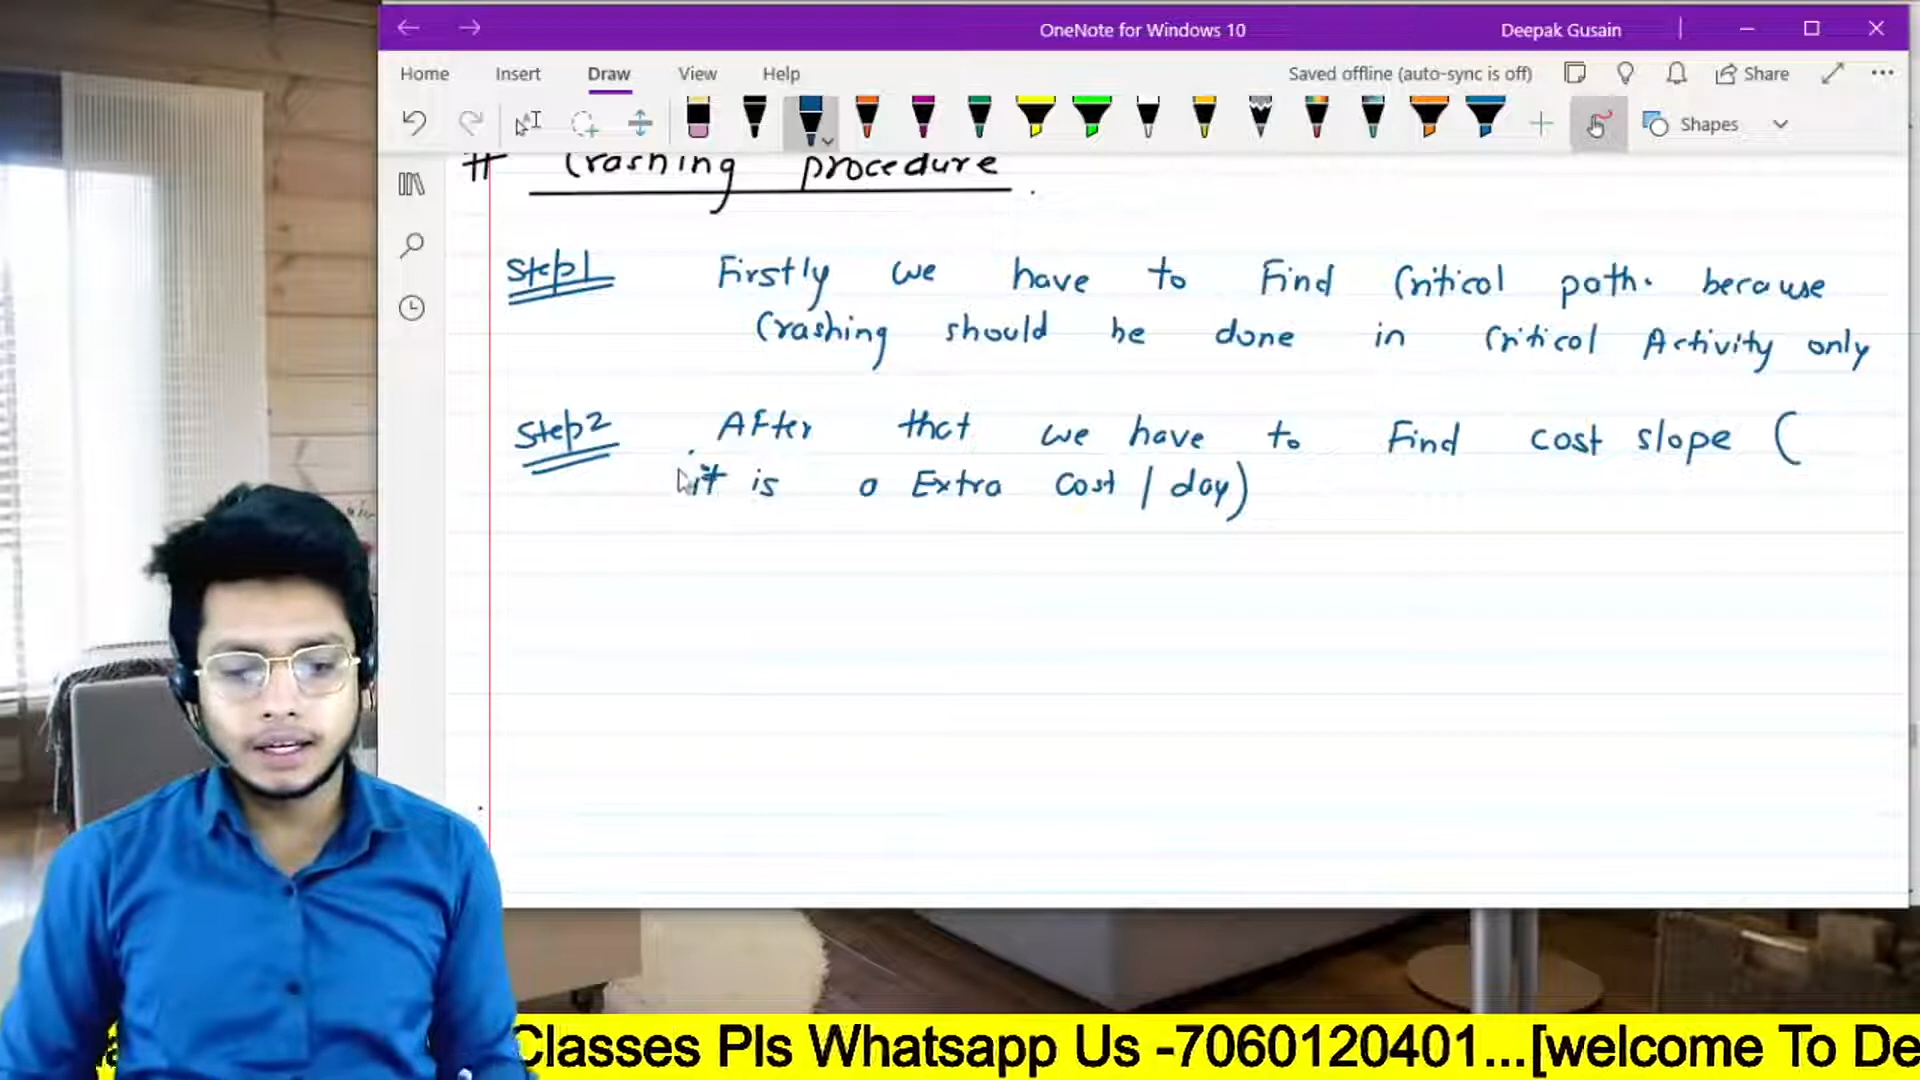 OneNote for Windows 10
Deepak Gusain
Home Insert Draw View Help
Saved offline (auto-sync is off)
Share
Shapes
# Crashing procedure
Step1 Firstly we have to Find Critical path. because
Crashing should be done in Critical Activity only
Step2 After that we have to Find cost slope (
it is a Extra Cost / day)
Classes Pls Whatsapp Us -7060120401...[welcome To De